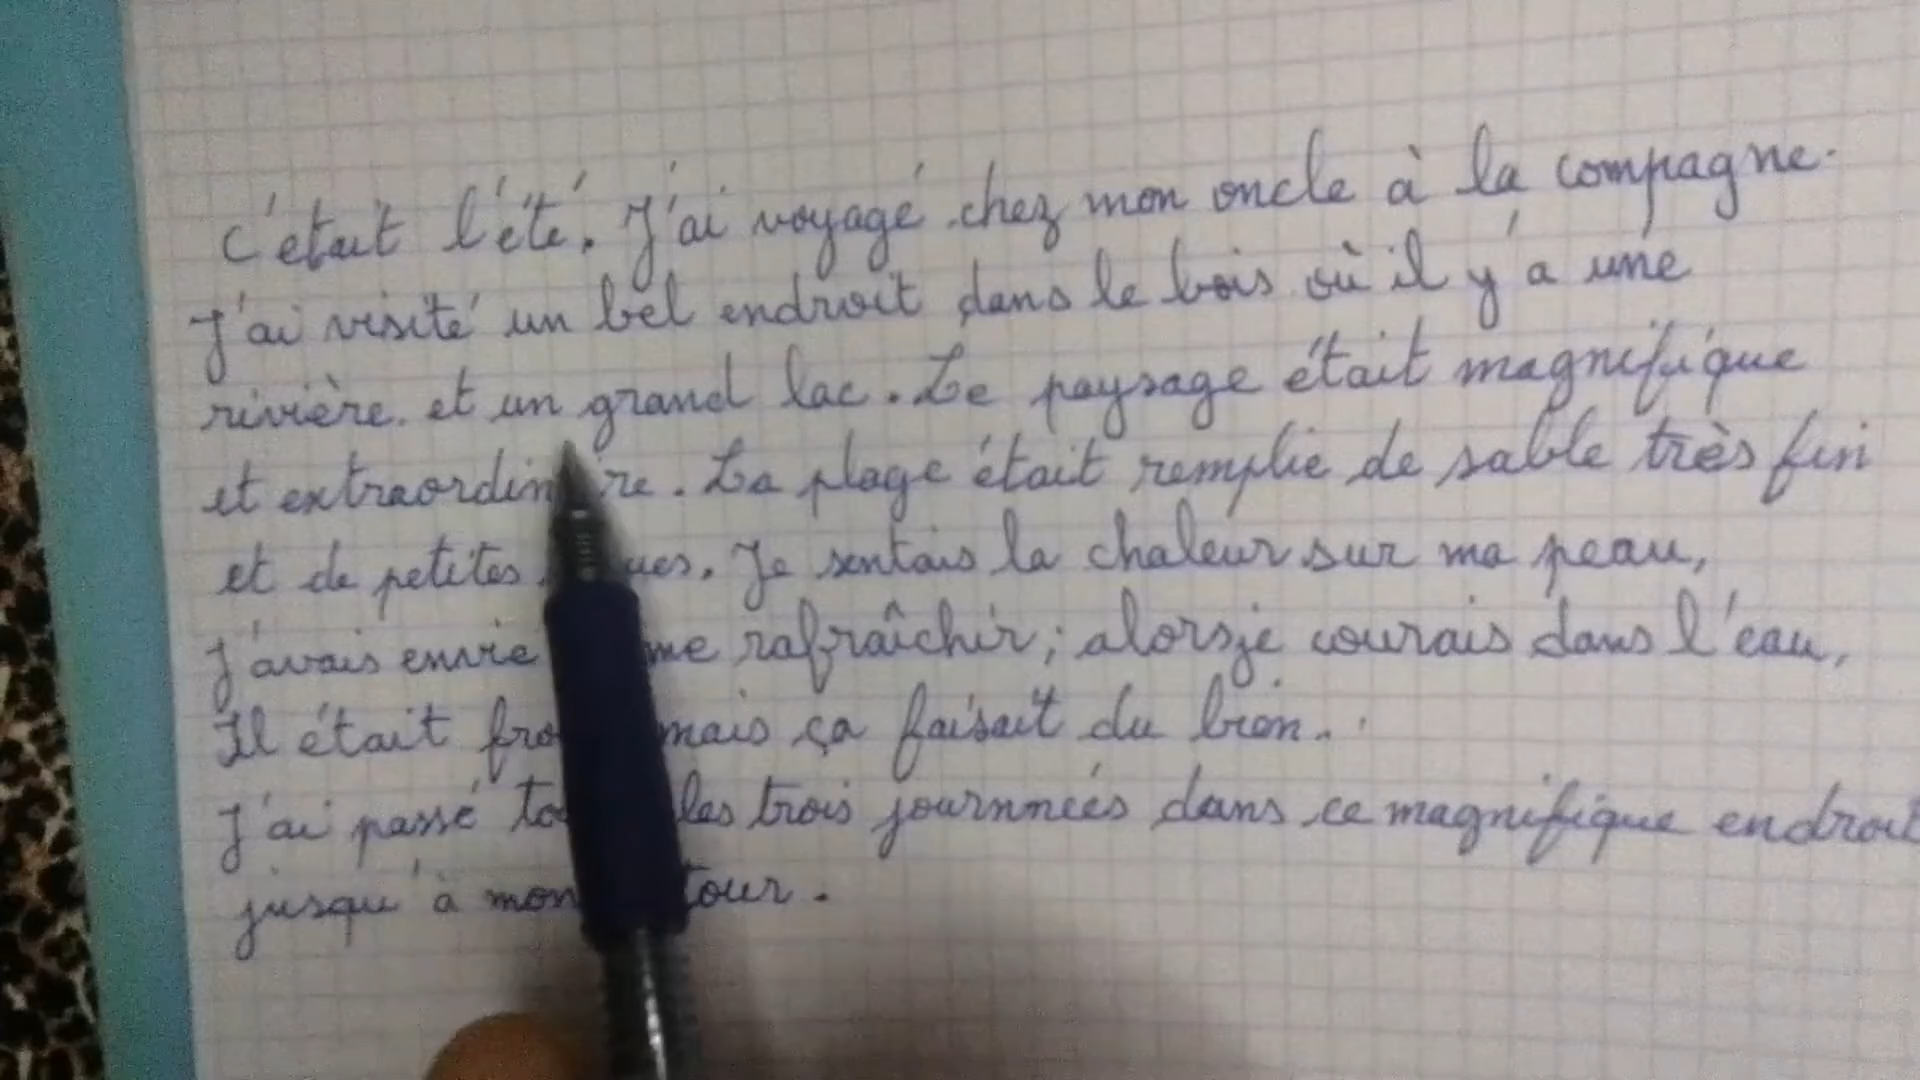 c'était l'été. J'ai voyagé chez mon oncle à la compagne.
J'ai visité un bel endroit dans le bois où il y'a une
rivière et un grand lac. Le paysage était magnifique
et extraordin re. La plage était remplie de sable très fin
et de petites ues. Je sentais la chaleur sur ma peau,
J'avais envie me rafraîchir; alors je courais dans l'eau,
Il était fro mais ça faisait du bien.
J'ai passé to les trois journnées dans ce magnifique endroit
jusqu'à mon tour.